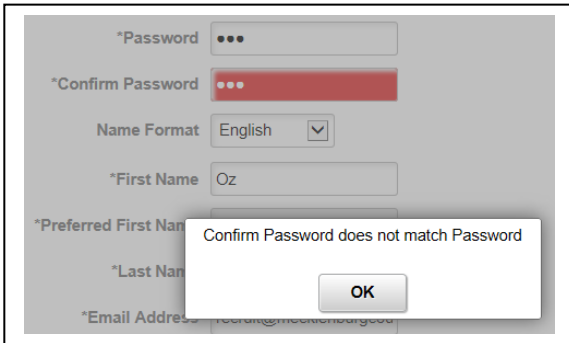 *Password •••
*Confirm Password •••
Name Format English
*First Name Oz
*Preferred First Nam
Confirm Password does not match Password
*Last Nam
OK
*Email Address